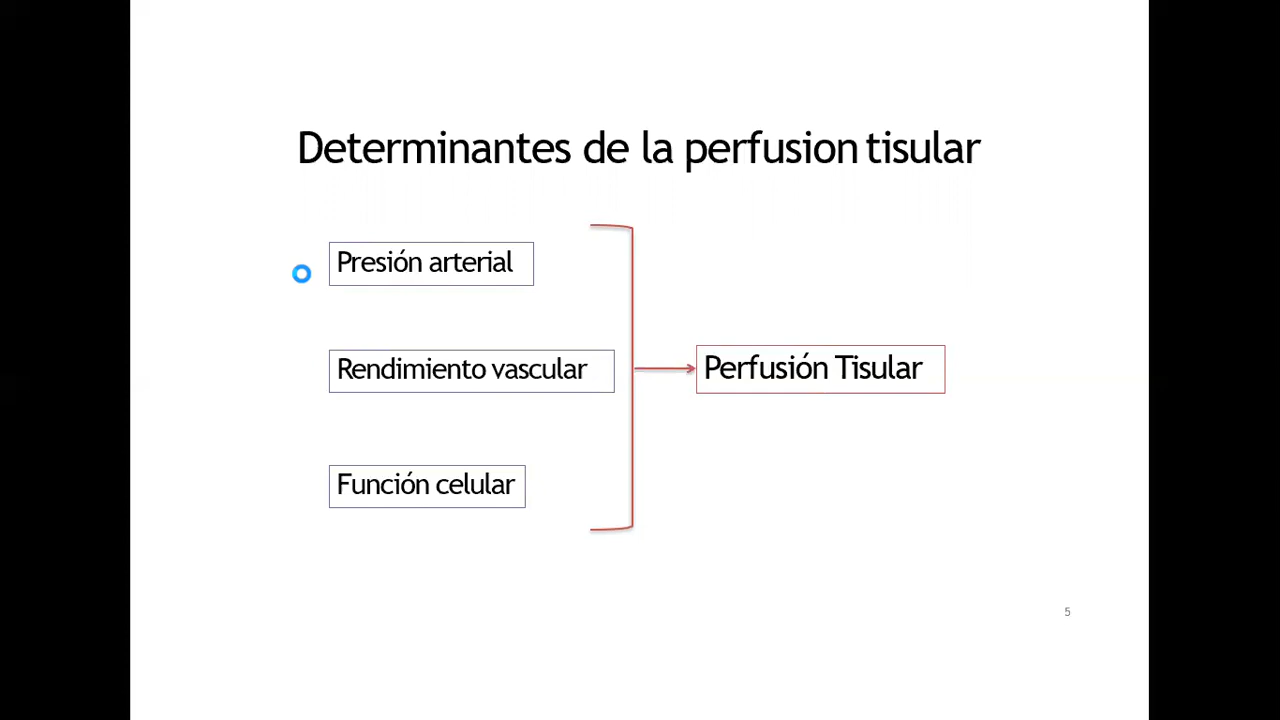 Determinantes de la perfusion tisular
Presión arterial
Rendimiento vascular
Perfusión Tisular
Función celular
5